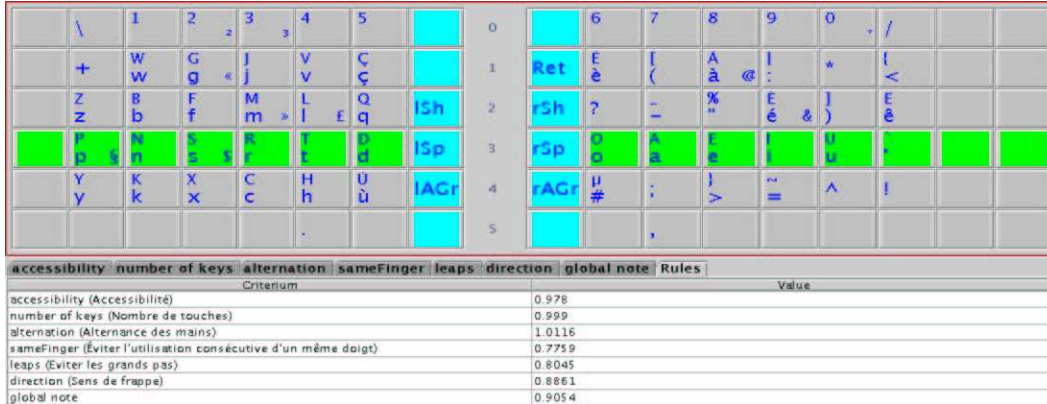 \ 1 2 ² 3 ³ 4 5 0 6 7 8 9 0 ° /
+ W w G g « J j V v Ç ç 1 Ret È è [ ( À à @ : * { <
Z z B b F f M m » L l £ Q q lSh 2 rSh ? _ - % " É é & ] ) Ê ê
P p § N n S s $ R r T t D d lSp 3 rSp O o A a E e I i U u
Y y K k X x C c H h Ù ù lAGr 4 rAGr µ # ; } > ~ = ^ !
. 5 ,
accessibility number of keys alternation sameFinger leaps direction global note Rules
Criterium Value
accessibility (Accessibilité) 0.978
number of keys (Nombre de touches) 0.999
alternation (Alternance des mains) 1.0116
sameFinger (Éviter l'utilisation consécutive d'un même doigt) 0.7759
leaps (Eviter les grands pas) 0.8045
direction (Sens de frappe) 0.8861
global note 0.9054